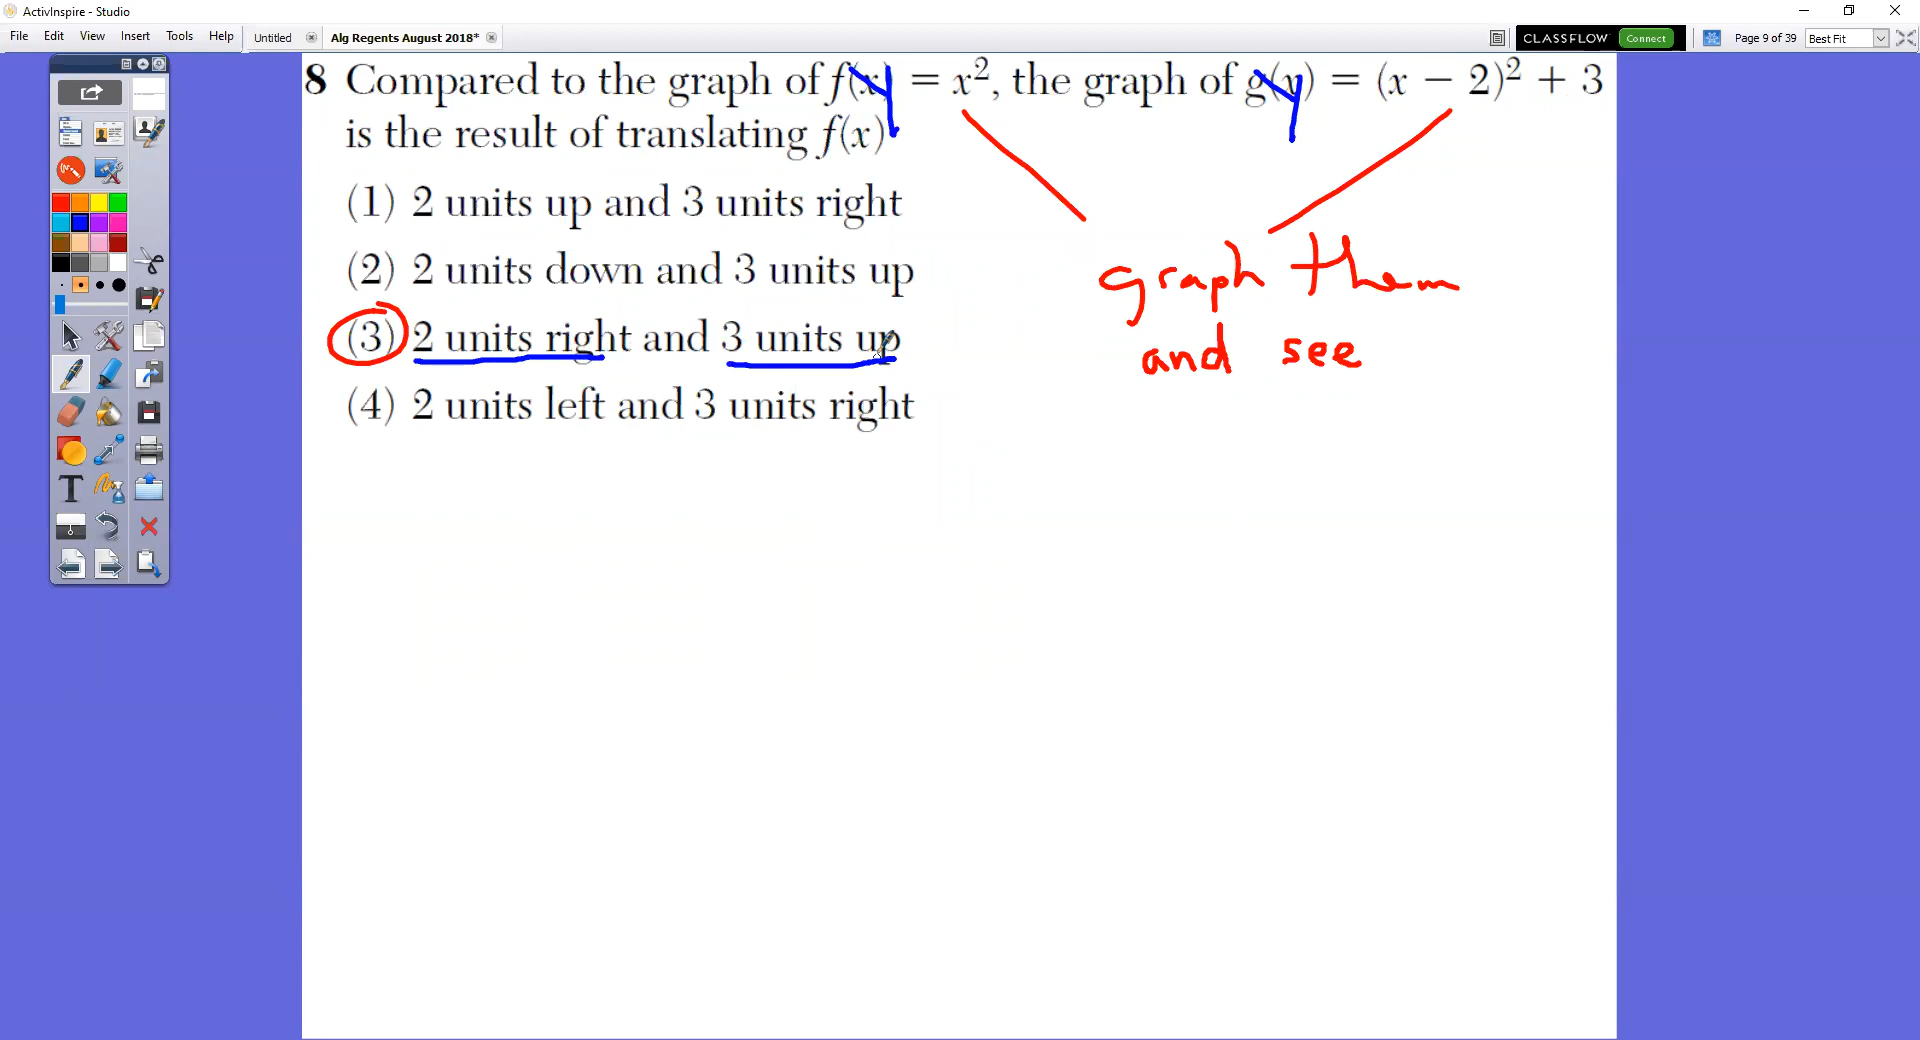 ActivInspire - Studio
File Edit View Insert Tools Help Untitled Alg Regents August 2018* CLASSFLOW Connect Page 9 of 39 Best Fit
8 Compared to the graph of f(x) = x², the graph of g(x) = (x − 2)² + 3
y y
is the result of translating f(x)
(1) 2 units up and 3 units right
(2) 2 units down and 3 units up
(3) 2 units right and 3 units up
(4) 2 units left and 3 units right
graph them
and see